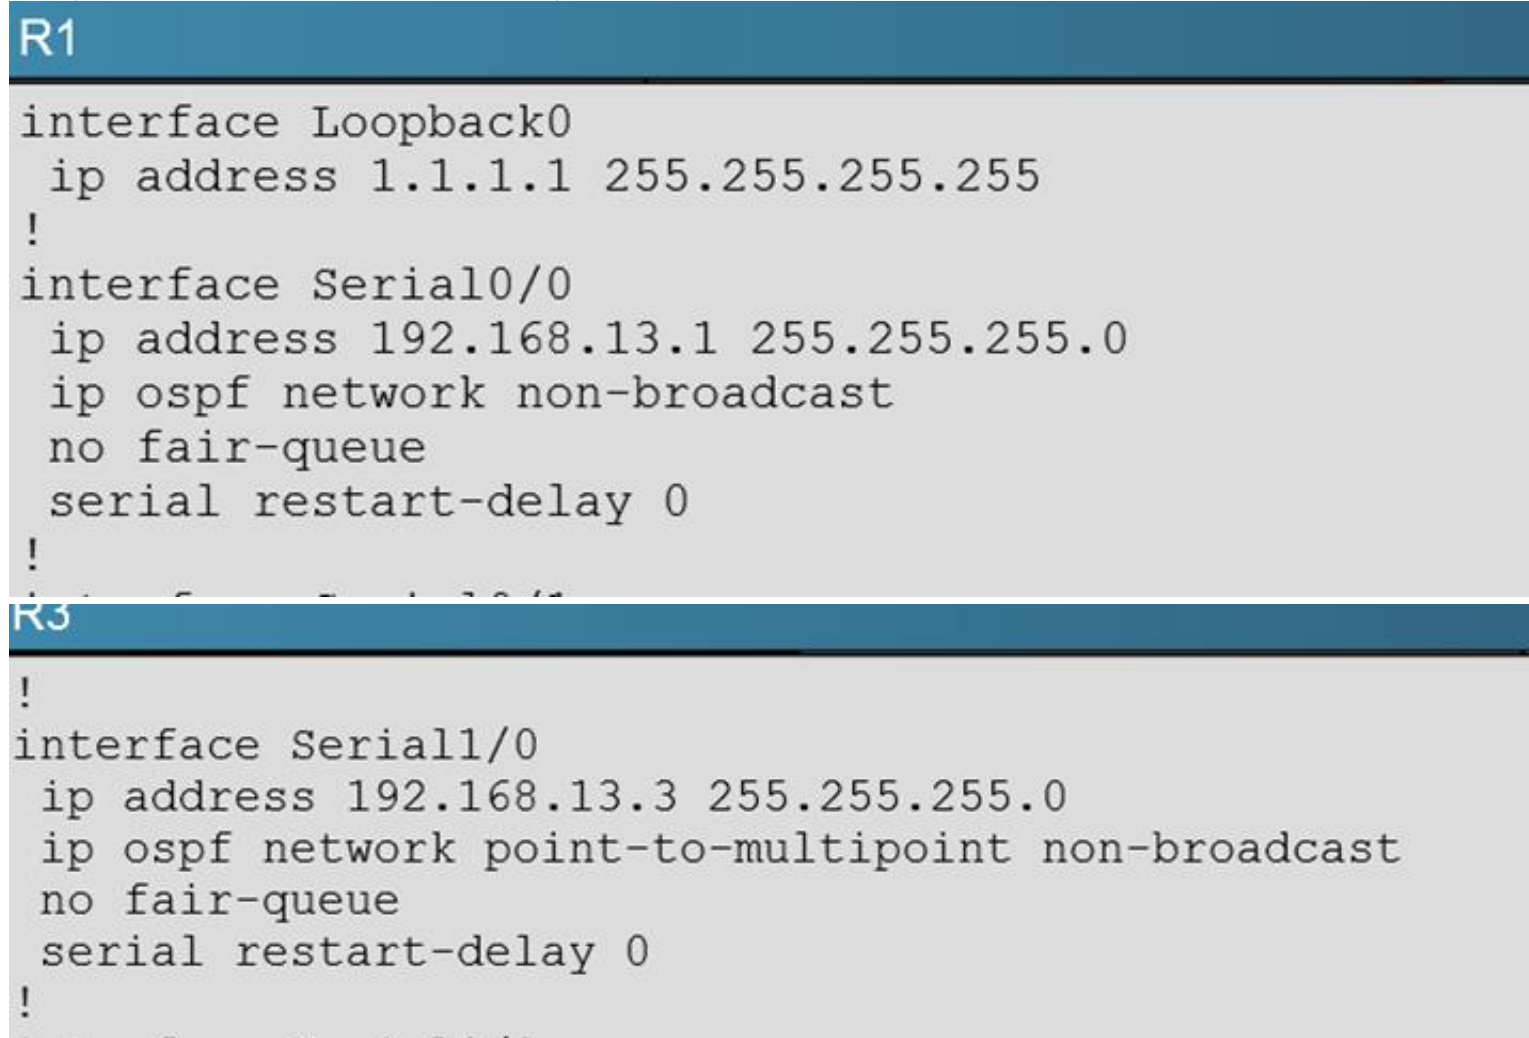 R1
interface Loopback0
 ip address 1.1.1.1 255.255.255.255
!
interface Serial0/0
 ip address 192.168.13.1 255.255.255.0
 ip ospf network non-broadcast
 no fair-queue
 serial restart-delay 0
!
R3
!
interface Serial1/0
 ip address 192.168.13.3 255.255.255.0
 ip ospf network point-to-multipoint non-broadcast
 no fair-queue
 serial restart-delay 0
!